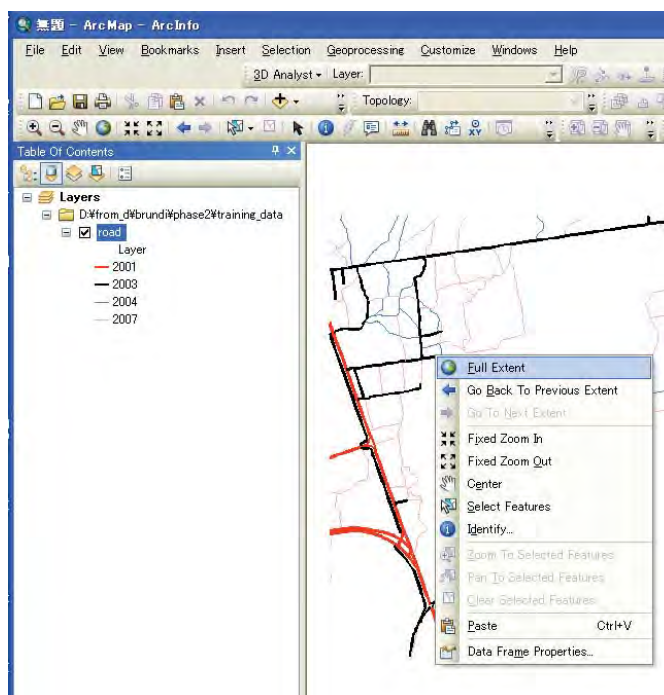 無題 - ArcMap - ArcInfo
File Edit View Bookmarks Insert Selection Geoprocessing Customize Windows Help
3D Analyst Layer:
Topology:
Table Of Contents
Layers
D:¥from_d¥brundi¥phase2¥training_data
road
Layer
2001
2003
2004
2007
Full Extent
Go Back To Previous Extent
Go To Next Extent
Fixed Zoom In
Fixed Zoom Out
Center
Select Features
Identify...
Zoom To Selected Features
Pan To Selected Features
Clear Selected Features
Paste Ctrl+V
Data Frame Properties...